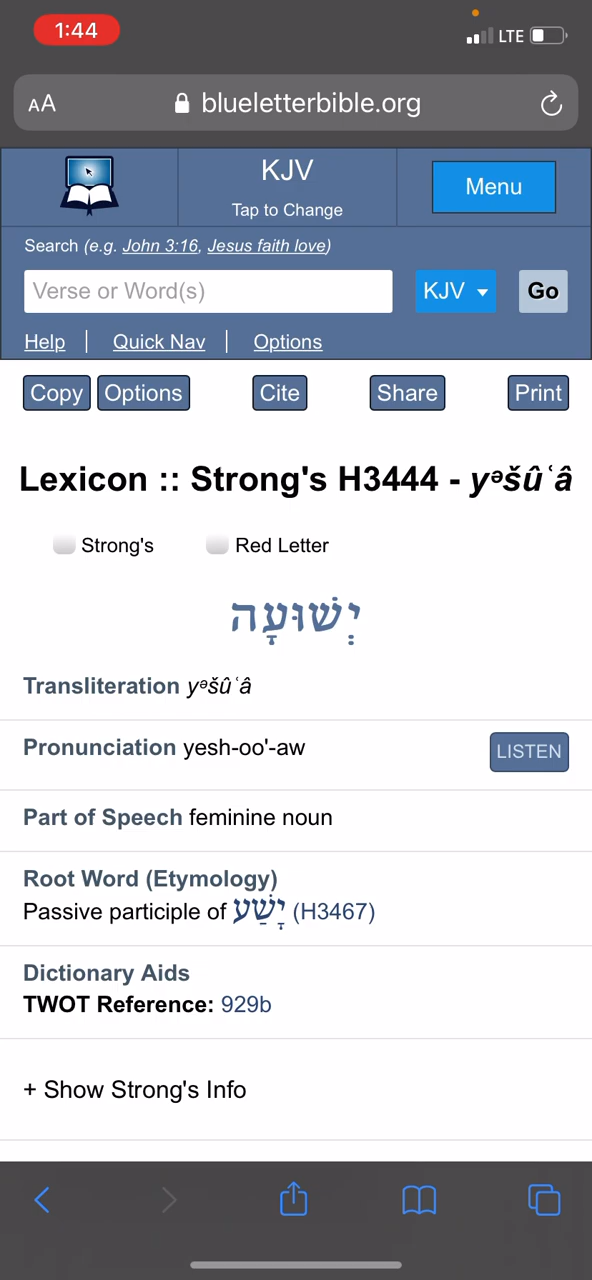 1:44
LTE
AA
blueletterbible.org
KJV
Tap to Change
Menu
Search (e.g. John 3:16, Jesus faith love)
Verse or Word(s)
KJV
Go
Help | Quick Nav | Options
Copy Options Cite Share Print
Lexicon :: Strong's H3444 - yᵊšûʿâ
Strong's Red Letter
יְשׁוּעָה
Transliteration yᵊšûʿâ
Pronunciation yesh-oo'-aw
LISTEN
Part of Speech feminine noun
Root Word (Etymology)
Passive participle of יָשַׁע (H3467)
Dictionary Aids
TWOT Reference: 929b
+ Show Strong's Info